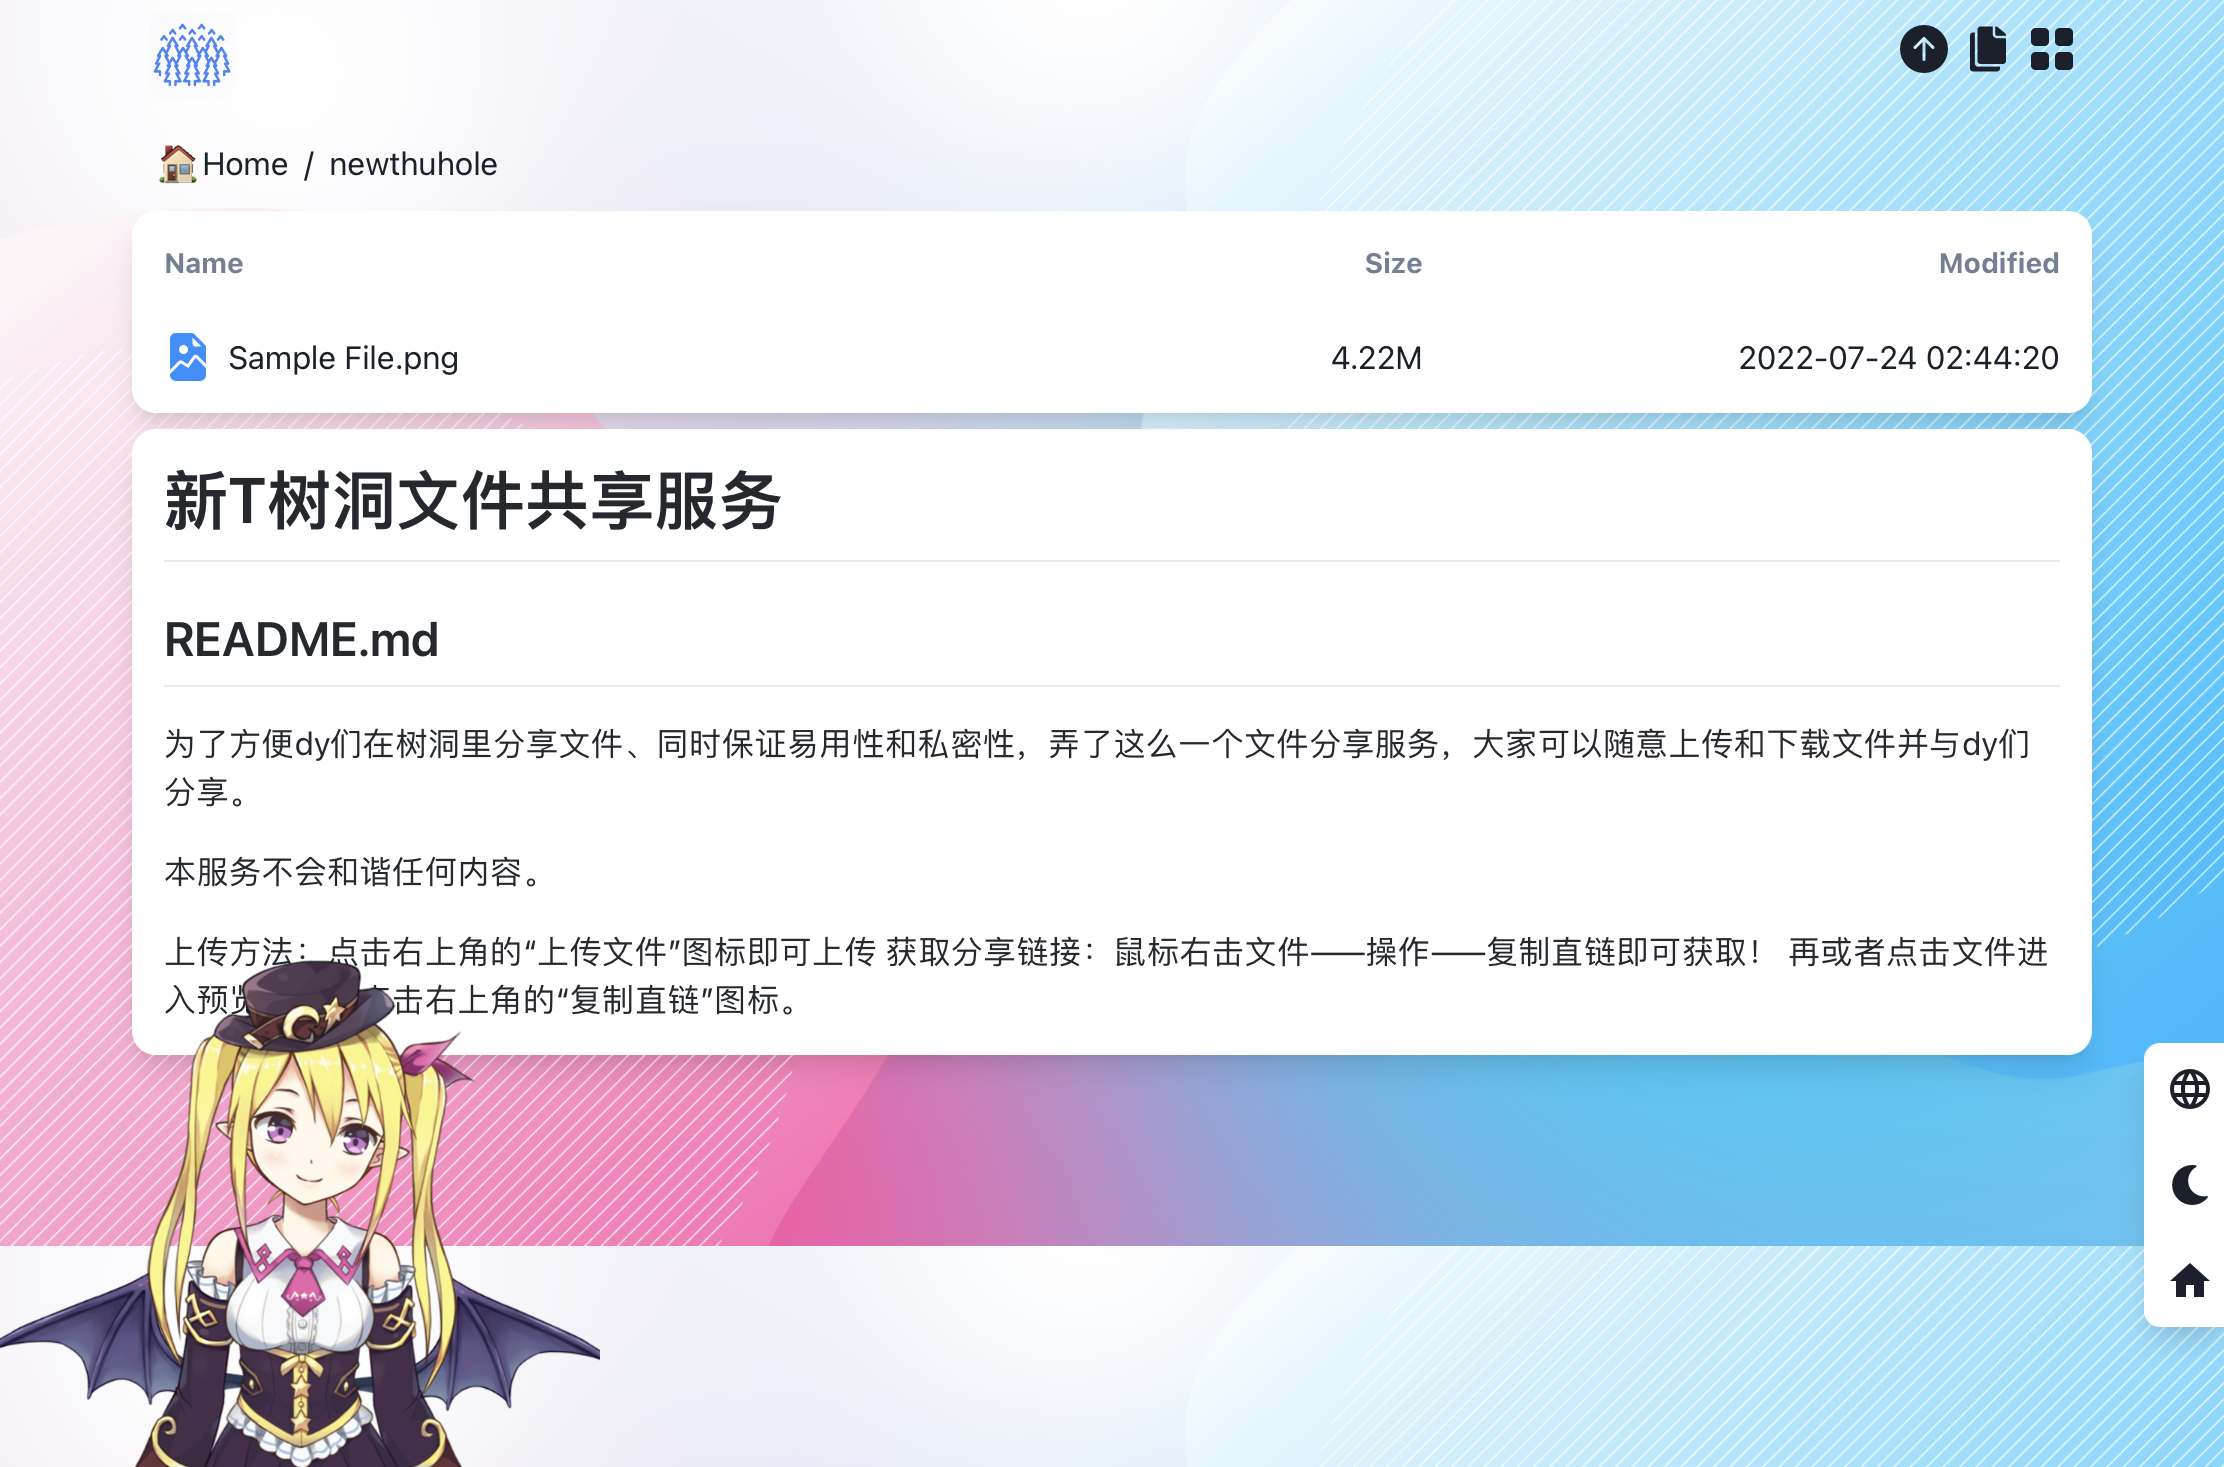 Home / newthuhole
Name Size Modified
Sample File.png 4.22M 2022-07-24 02:44:20
新T树洞文件共享服务
README.md
为了方便dy们在树洞里分享文件、同时保证易用性和私密性，弄了这么一个文件分享服务，大家可以随意上传和下载文件并与dy们
分享。
本服务不会和谐任何内容。
上传方法：点击右上角的“上传文件”图标即可上传 获取分享链接：鼠标右击文件——操作——复制直链即可获取！ 再或者点击文件进
入预览 击右上角的“复制直链”图标。